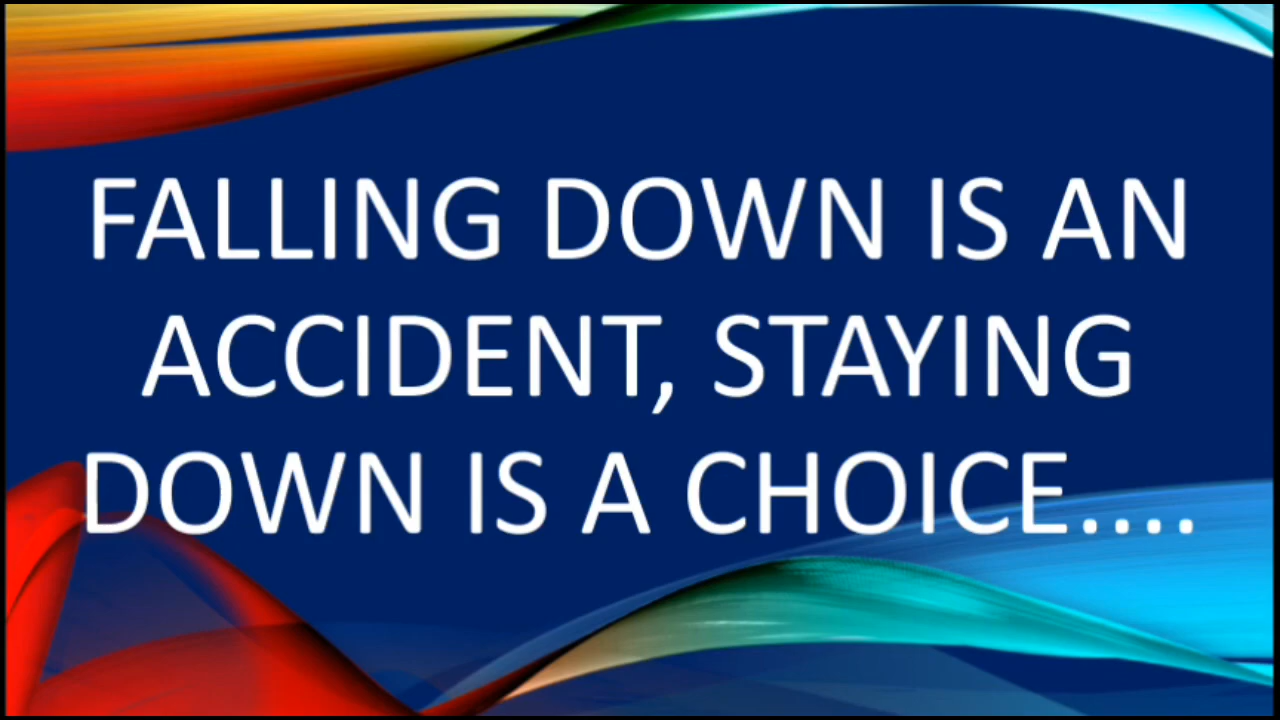 FALLING DOWN IS AN
ACCIDENT, STAYING
DOWN IS A CHOICE....